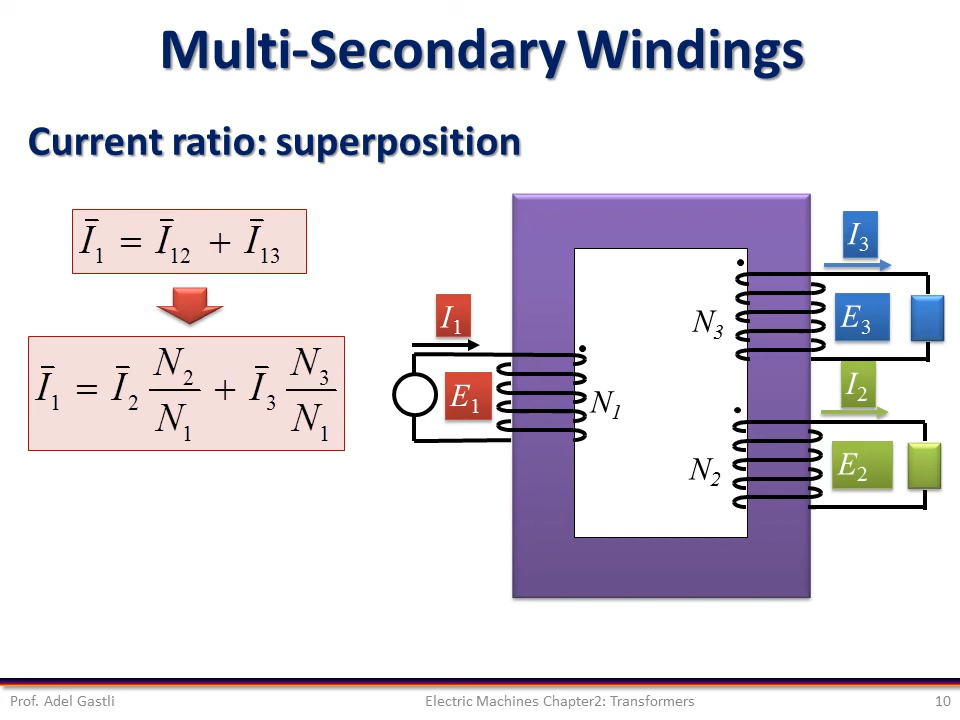 Multi-Secondary Windings
Current ratio: superposition
Ī₁ = Ī₁₂ + Ī₁₃
Ī₁ = Ī₂ N₂/N₁ + Ī₃ N₃/N₁
I₁
E₁
N₁
I₃
N₃
E₃
I₂
N₂
E₂
Prof. Adel Gastli
Electric Machines Chapter2: Transformers
10